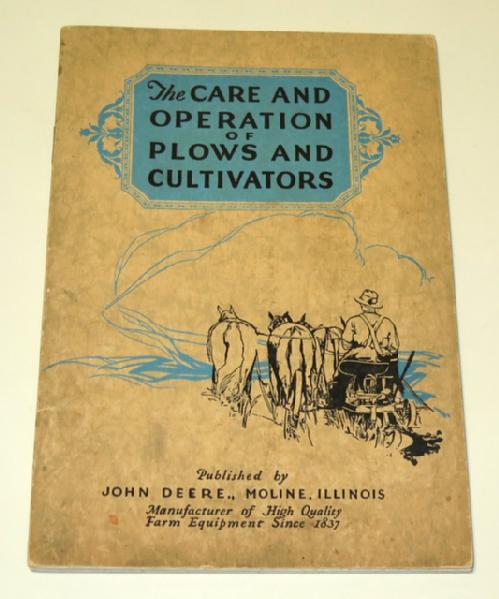 The CARE AND
OPERATION
OF
PLOWS AND
CULTIVATORS
Published by
JOHN DEERE., MOLINE, ILLINOIS
Manufacturer of High Quality
Farm Equipment Since 1837